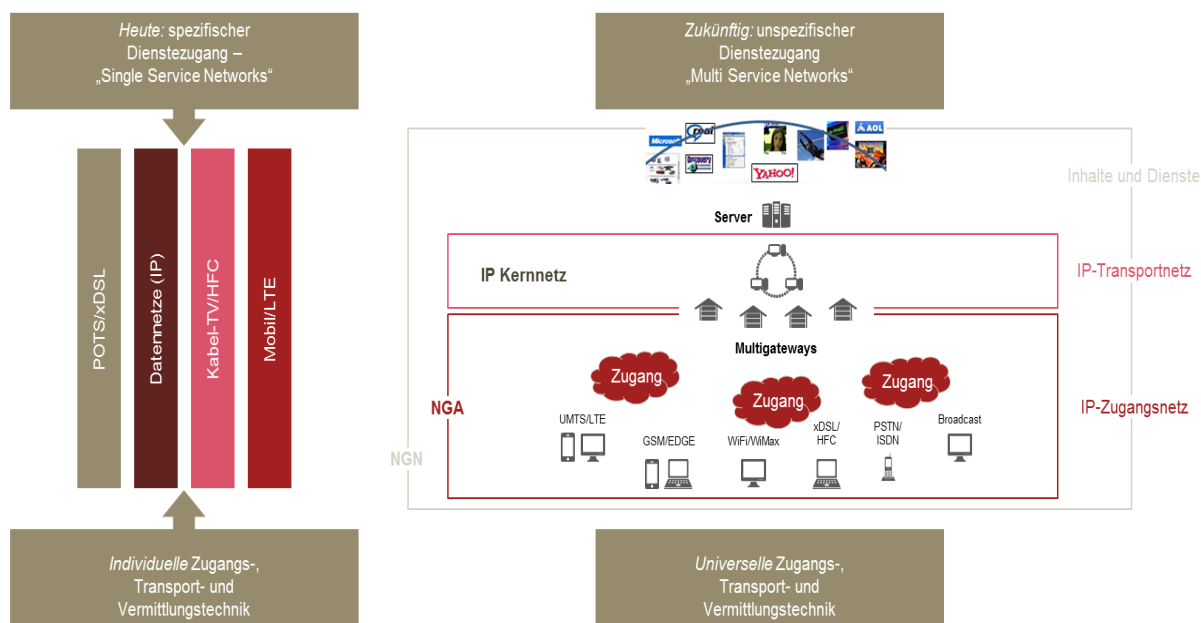 Heute: spezifischer
Dienstezugang –
„Single Service Networks“
Zukünftig: unspezifischer
Dienstezugang
„Multi Service Networks“
POTS/xDSL
Datennetze (IP)
Kabel-TV/HFC
Mobil/LTE
Microsoft
real
Discovery
YAHOO!
AOL
Inhalte und Dienste
Server
IP Kernnetz
IP-Transportnetz
Multigateways
Zugang
Zugang
Zugang
NGA
IP-Zugangsnetz
UMTS/LTE
GSM/EDGE
WiFi/WiMax
xDSL/
HFC
PSTN/
ISDN
Broadcast
NGN
Individuelle Zugangs-,
Transport- und
Vermittlungstechnik
Universelle Zugangs-,
Transport- und
Vermittlungstechnik